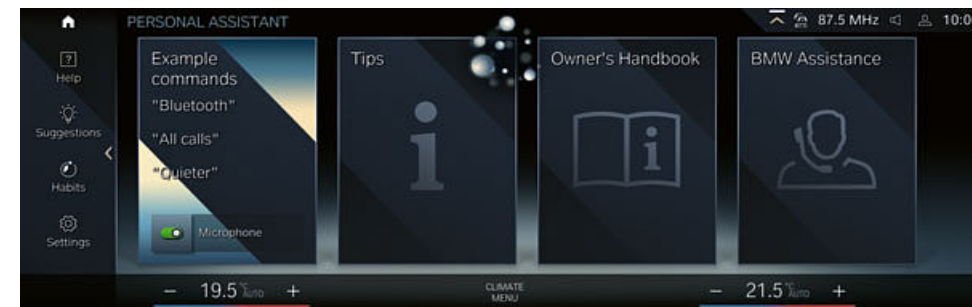 PERSONAL ASSISTANT
87.5 MHz
10:0
Help
Suggestions
Habits
Settings
Example
commands
"Bluetooth"
"All calls"
"Quieter"
Microphone
Tips
Owner's Handbook
BMW Assistance
- 19.5 °C AUTO +
CLIMATE
MENU
- 21.5 °C AUTO +